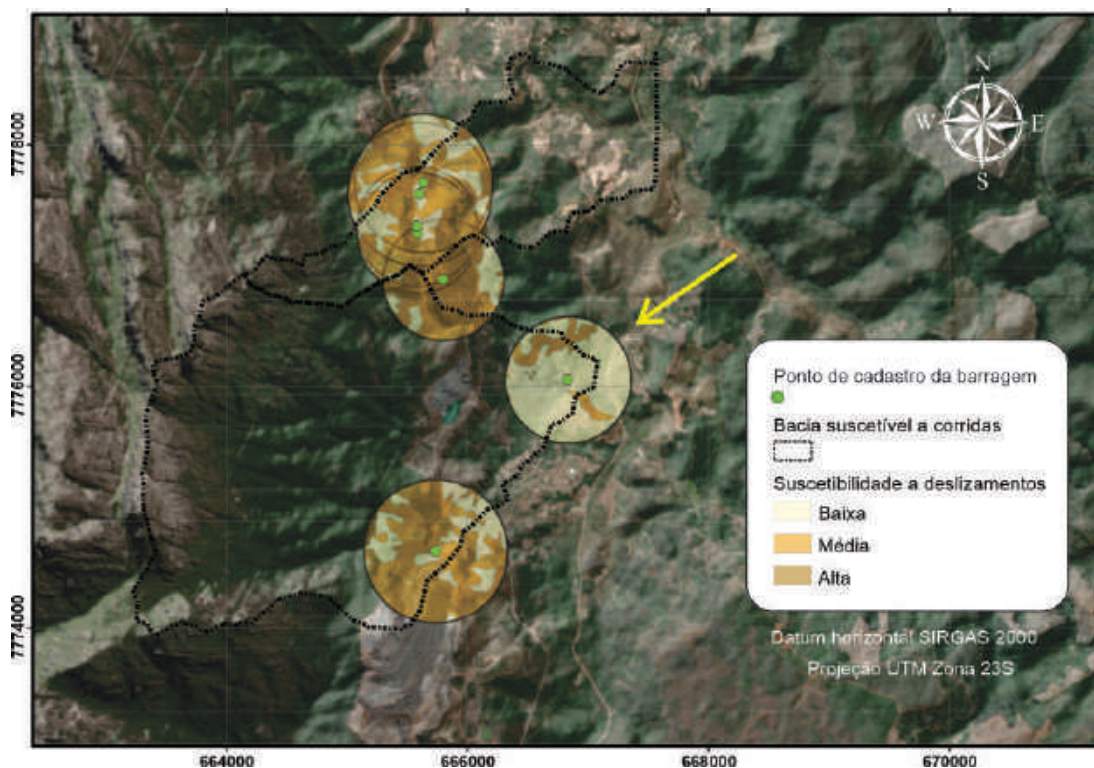 N
W E
S
7778000
7776000
7774000
Ponto de cadastro da barragem
Bacia suscetível a corridas
Suscetibilidade a deslizamentos
Baixa
Média
Alta
Datum horizontal SIRGAS 2000
Projeção UTM Zona 23S
664000 666000 668000 670000